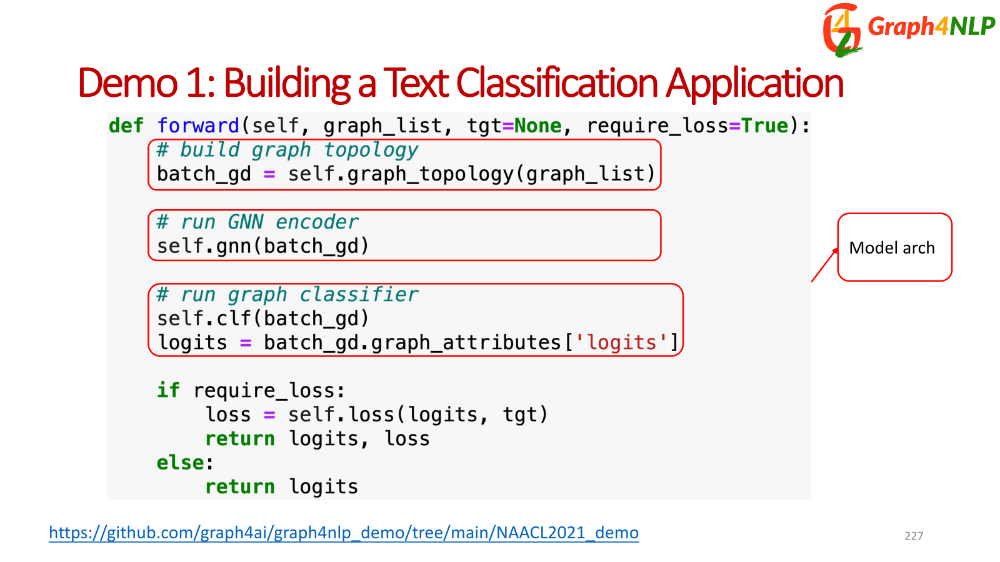 Graph4NLP
Demo 1: Building a Text Classification Application
def forward(self, graph_list, tgt=None, require_loss=True):
# build graph topology
batch_gd = self.graph_topology(graph_list)
# run GNN encoder
self.gnn(batch_gd)
# run graph classifier
self.clf(batch_gd)
logits = batch_gd.graph_attributes['logits']
if require_loss:
loss = self.loss(logits, tgt)
return logits, loss
else:
return logits
Model arch
https://github.com/graph4ai/graph4nlp_demo/tree/main/NAACL2021_demo
227